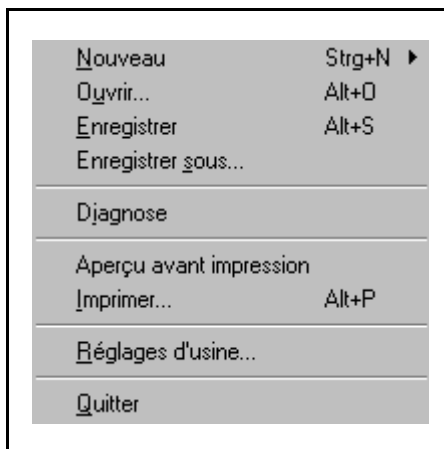 Nouveau Strg+N
Ouvrir... Alt+O
Enregistrer Alt+S
Enregistrer sous...
Diagnose
Aperçu avant impression
Imprimer... Alt+P
Réglages d'usine...
Quitter